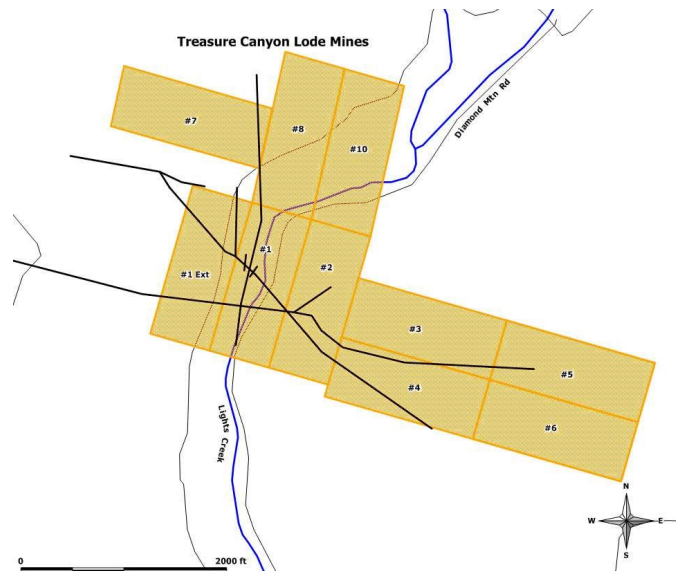 Treasure Canyon Lode Mines
#7
#8
#10
Diamond Mtn Rd
#1
#1 Ext
#2
#3
#5
#4
#6
Lights Creek
N
W
E
S
0
2000 ft